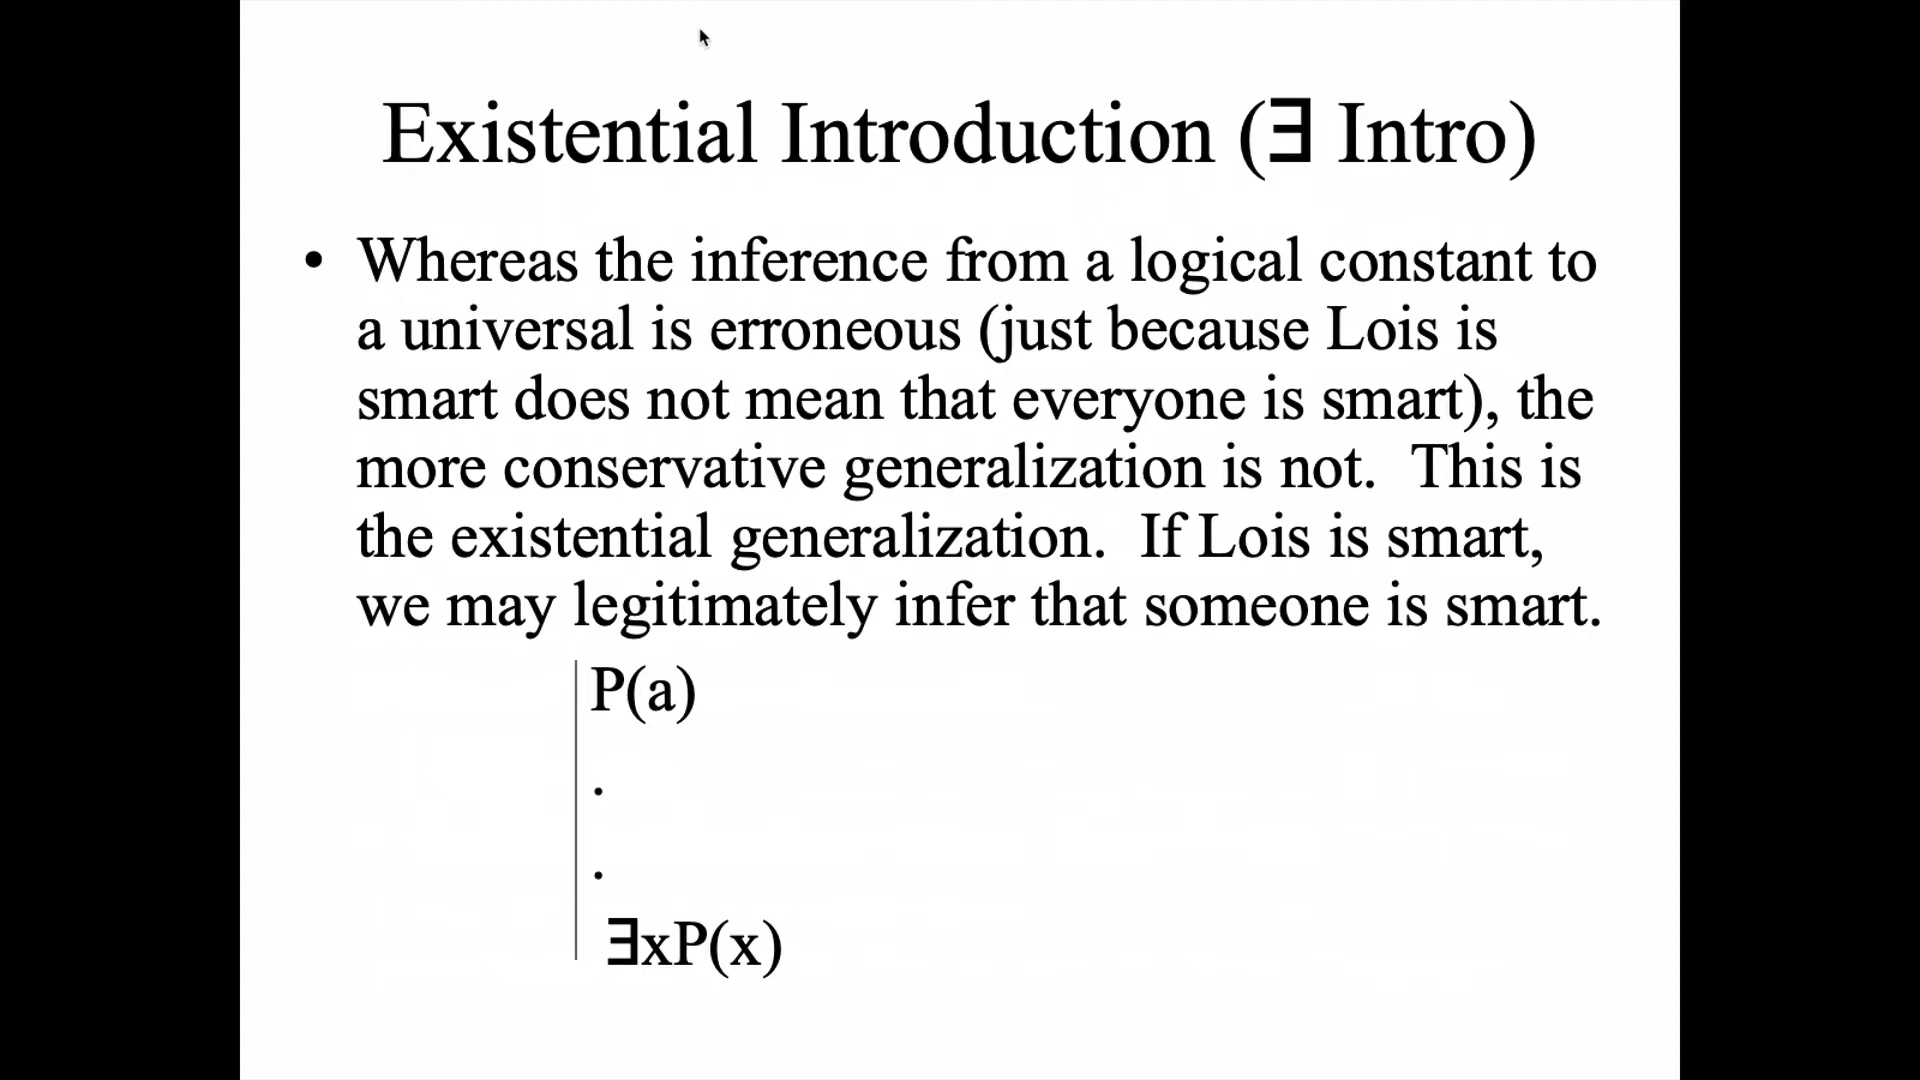 Existential Introduction (∃ Intro)
• Whereas the inference from a logical constant to
a universal is erroneous (just because Lois is
smart does not mean that everyone is smart), the
more conservative generalization is not.  This is
the existential generalization.  If Lois is smart,
we may legitimately infer that someone is smart.
P(a)
.
.
∃xP(x)